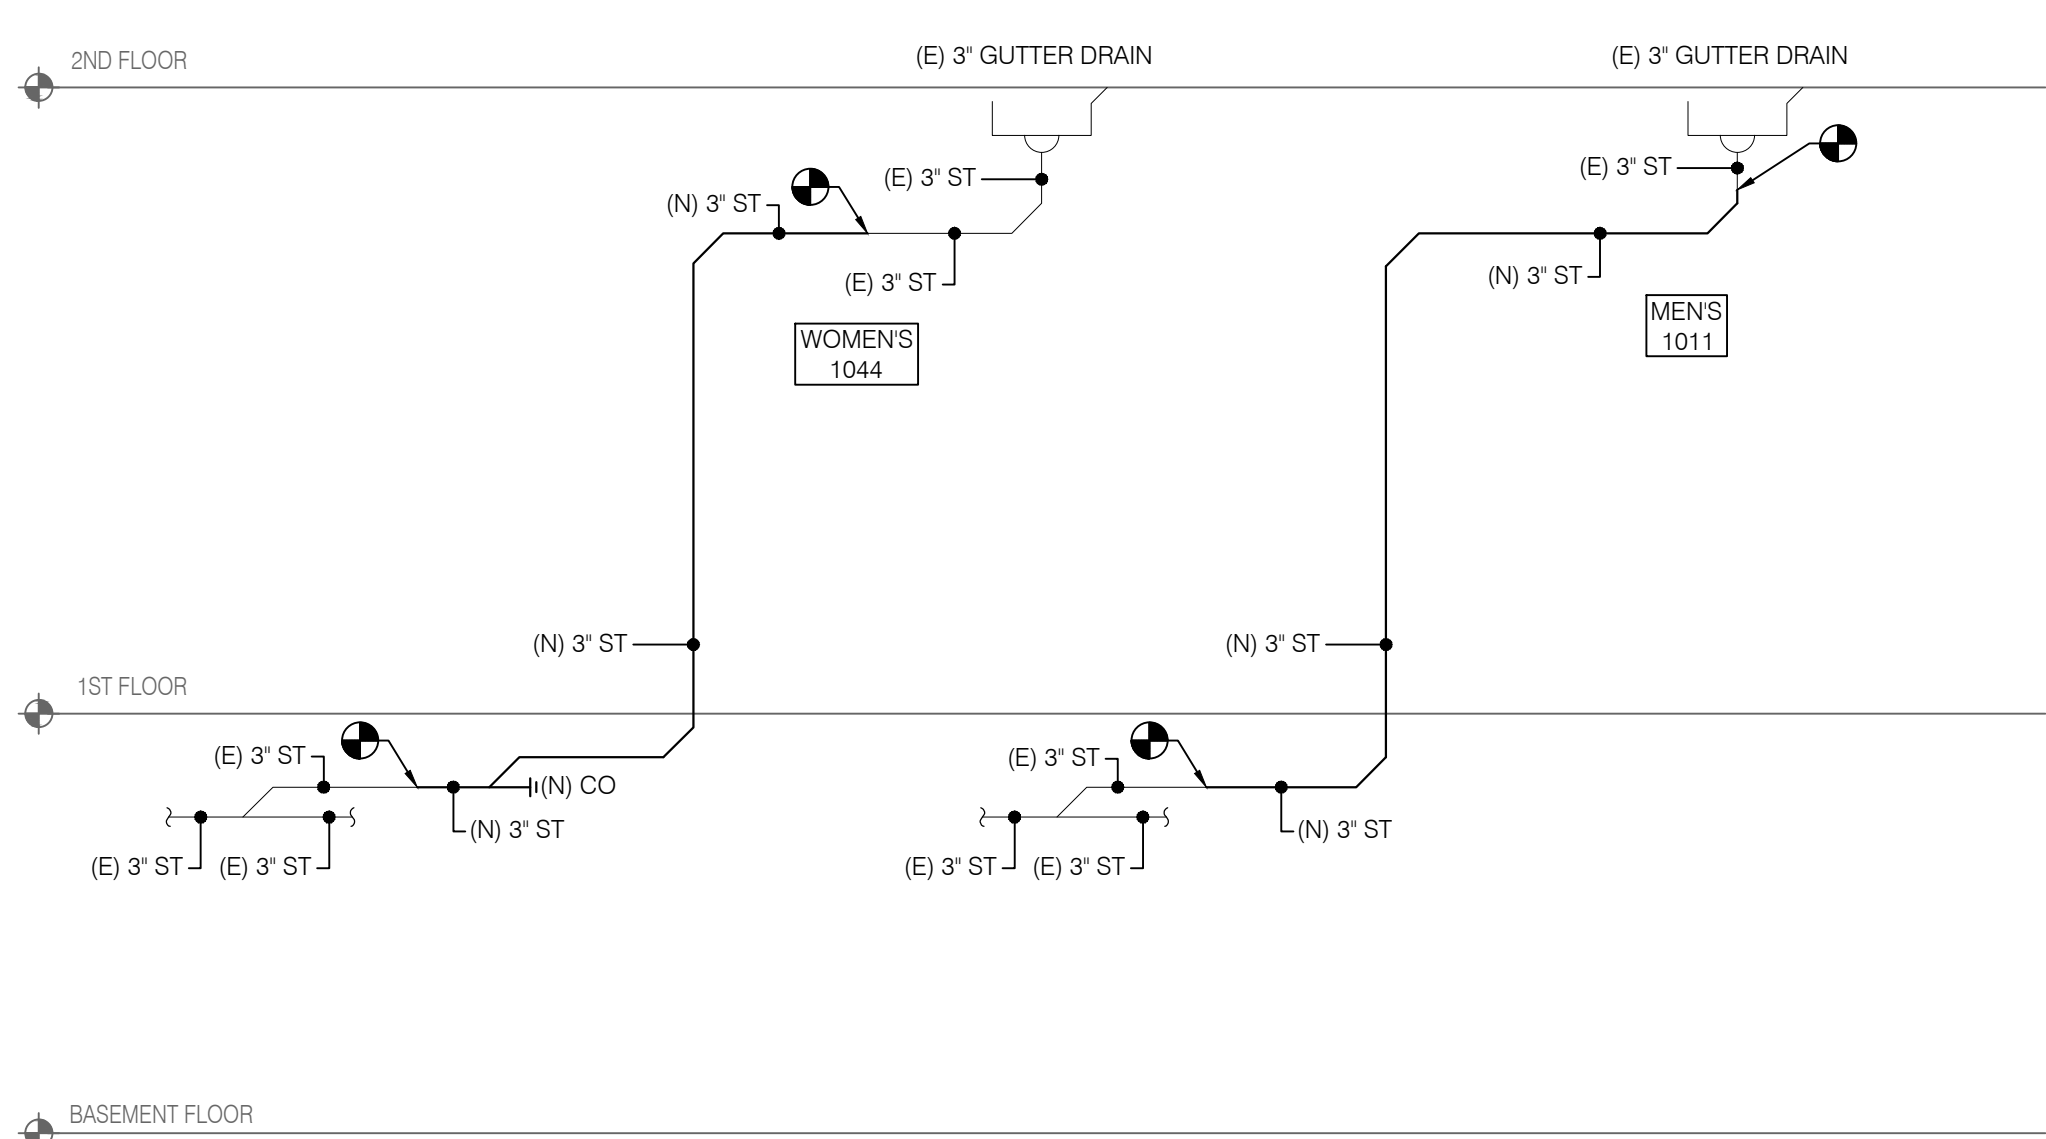 2ND FLOOR
(E) 3" GUTTER DRAIN
(E) 3" GUTTER DRAIN
(E) 3" ST
(E) 3" ST
(N) 3" ST
(E) 3" ST
(N) 3" ST
WOMEN'S
1044
MEN'S
1011
(N) 3" ST
(N) 3" ST
1ST FLOOR
(E) 3" ST
(N) CO
(N) 3" ST
(E) 3" ST
(E) 3" ST
(E) 3" ST
(N) 3" ST
(E) 3" ST
(E) 3" ST
BASEMENT FLOOR